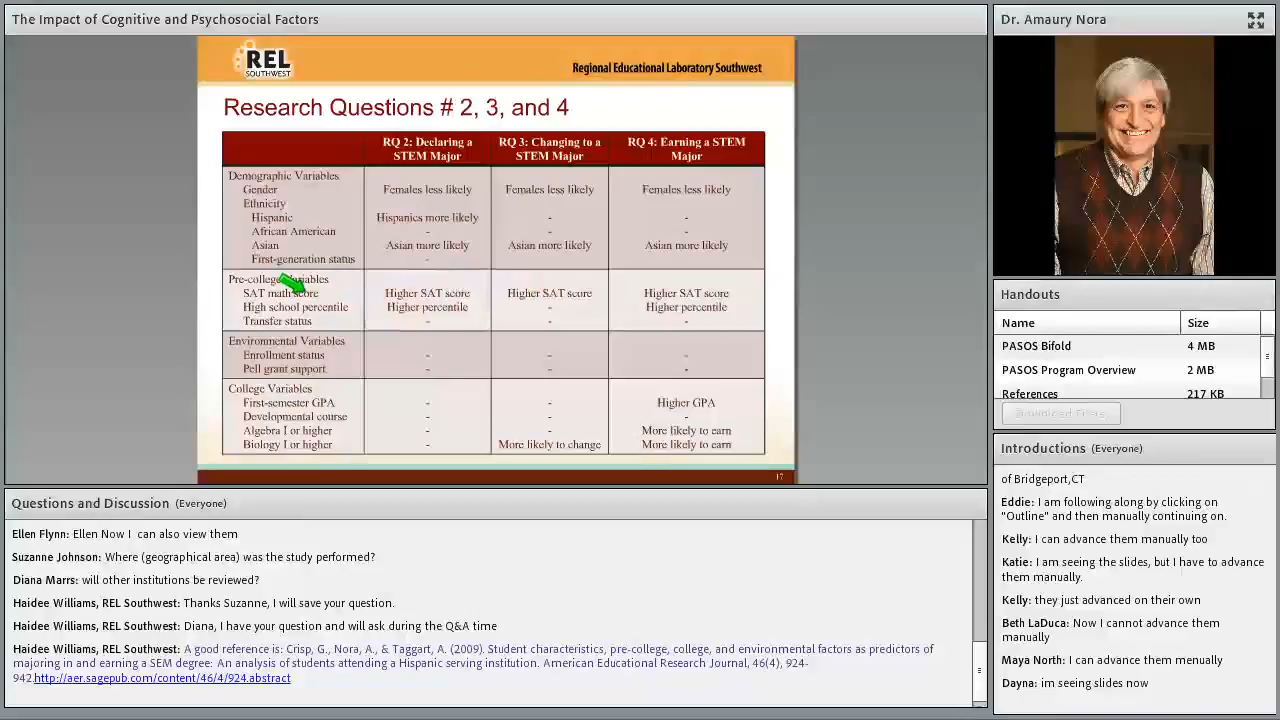 The Impact of Cognitive and Psychosocial Factors
REL
SOUTHWEST
Regional Educational Laboratory Southwest
Research Questions # 2, 3, and 4
RQ 2: Declaring a STEM Major
RQ 3: Changing to a STEM Major
RQ 4: Earning a STEM Major
Demographic Variables
Gender Females less likely Females less likely Females less likely
Ethnicity
Hispanic Hispanics more likely - -
African American - - -
Asian Asian more likely Asian more likely Asian more likely
First-generation status -
Pre-college Variables
SAT math score Higher SAT score Higher SAT score Higher SAT score
High school percentile Higher percentile - Higher percentile
Transfer status - - -
Environmental Variables
Enrollment status - - -
Pell grant support - - -
College Variables
First-semester GPA - - Higher GPA
Developmental course - - -
Algebra I or higher - - More likely to earn
Biology I or higher - More likely to change More likely to earn
17
Questions and Discussion (Everyone)
Ellen Flynn: Ellen Now I can also view them
Suzanne Johnson: Where (geographical area) was the study performed?
Diana Marrs: will other institutions be reviewed?
Haidee Williams, REL Southwest: Thanks Suzanne, I will save your question.
Haidee Williams, REL Southwest: Diana, I have your question and will ask during the Q&A time
Haidee Williams, REL Southwest: A good reference is: Crisp, G., Nora, A., & Taggart, A. (2009). Student characteristics, pre-college, college, and environmental factors as predictors of
majoring in and earning a SEM degree: An analysis of students attending a Hispanic serving institution. American Educational Research Journal, 46(4), 924-
942.http://aer.sagepub.com/content/46/4/924.abstract
Dr. Amaury Nora
Handouts
Name Size
PASOS Bifold 4 MB
PASOS Program Overview 2 MB
References 217 KB
Download Files
Introductions (Everyone)
of Bridgeport,CT
Eddie: I am following along by clicking on
"Outline" and then manually continuing on.
Kelly: I can advance them manually too
Katie: I am seeing the slides, but I have to advance
them manually.
Kelly: they just advanced on their own
Beth LaDuca: Now I cannot advance them
manually
Maya North: I can advance them menually
Dayna: im seeing slides now